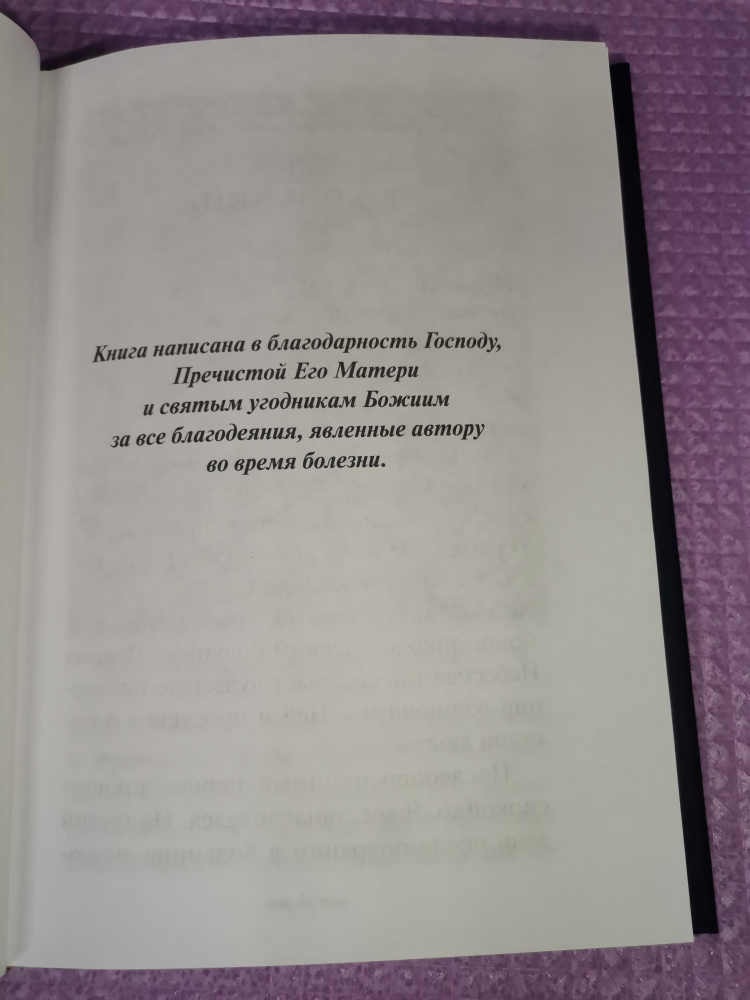 Книга написана в благодарность Господу,
Пречистой Его Матери
и святым угодникам Божиим
за все благодеяния, явленные автору
во время болезни.